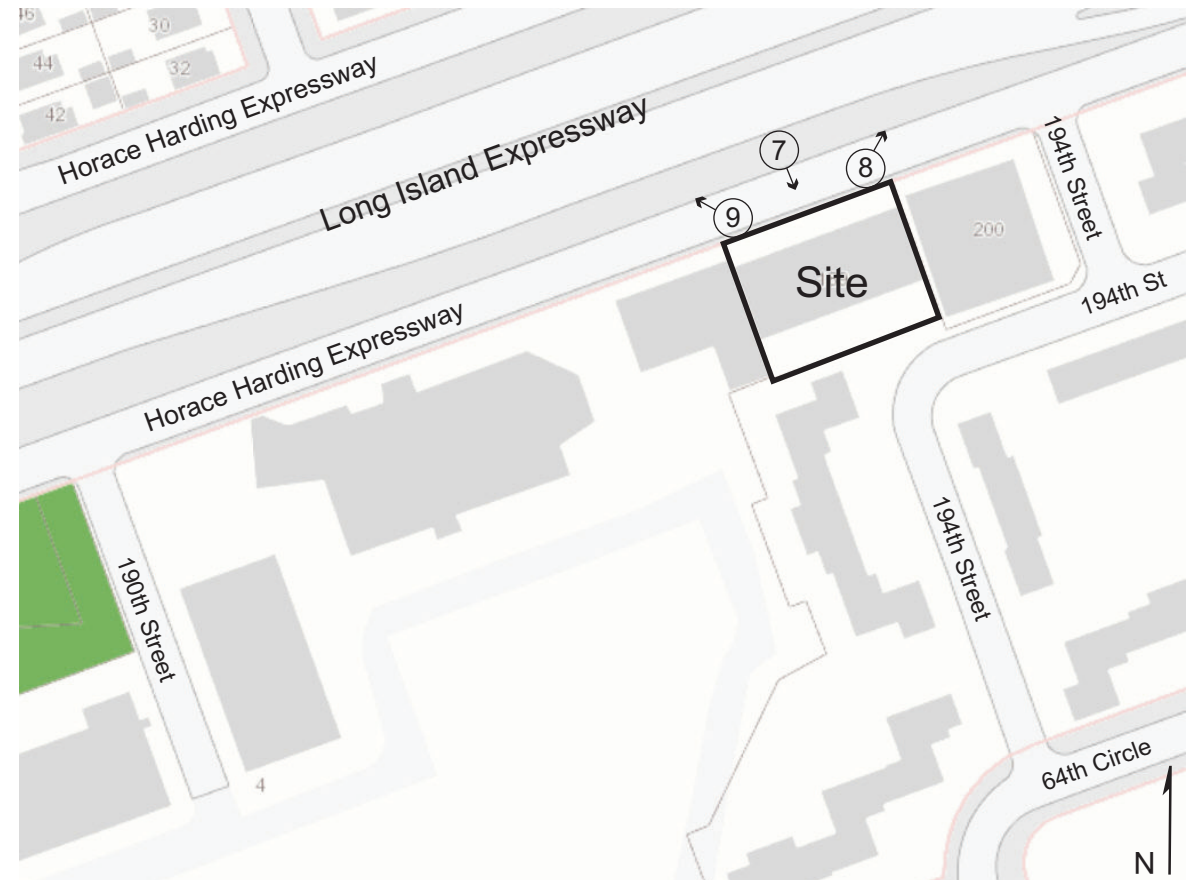 46
30
44
32
42
Horace Harding Expressway
Long Island Expressway
7
8
9
194th Street
200
Site
194th St
Horace Harding Expressway
190th Street
194th Street
4
64th Circle
N